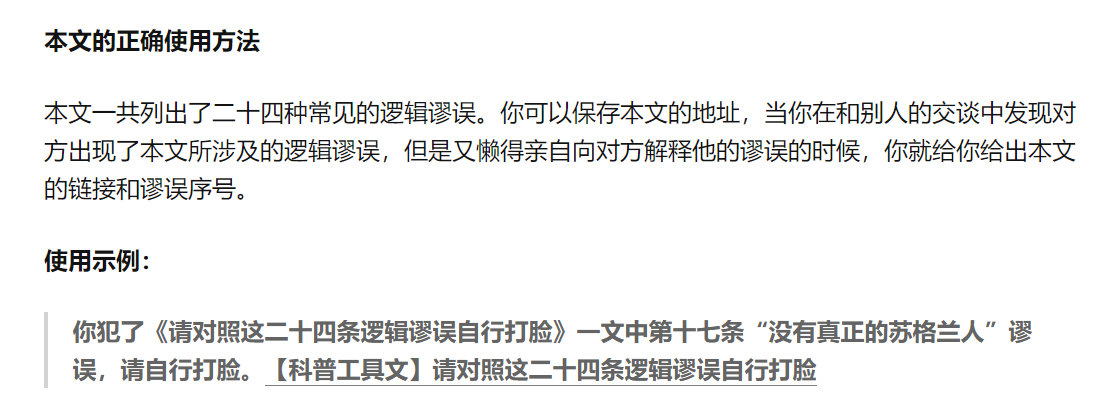 本文的正确使用方法
本文一共列出了二十四种常见的逻辑谬误。你可以保存本文的地址，当你在和别人的交谈中发现对
方出现了本文所涉及的逻辑谬误，但是又懒得亲自向对方解释他的谬误的时候，你就给你给出本文
的链接和谬误序号。
使用示例：
你犯了《请对照这二十四条逻辑谬误自行打脸》一文中第十七条“没有真正的苏格兰人”谬
误，请自行打脸。【科普工具文】请对照这二十四条逻辑谬误自行打脸